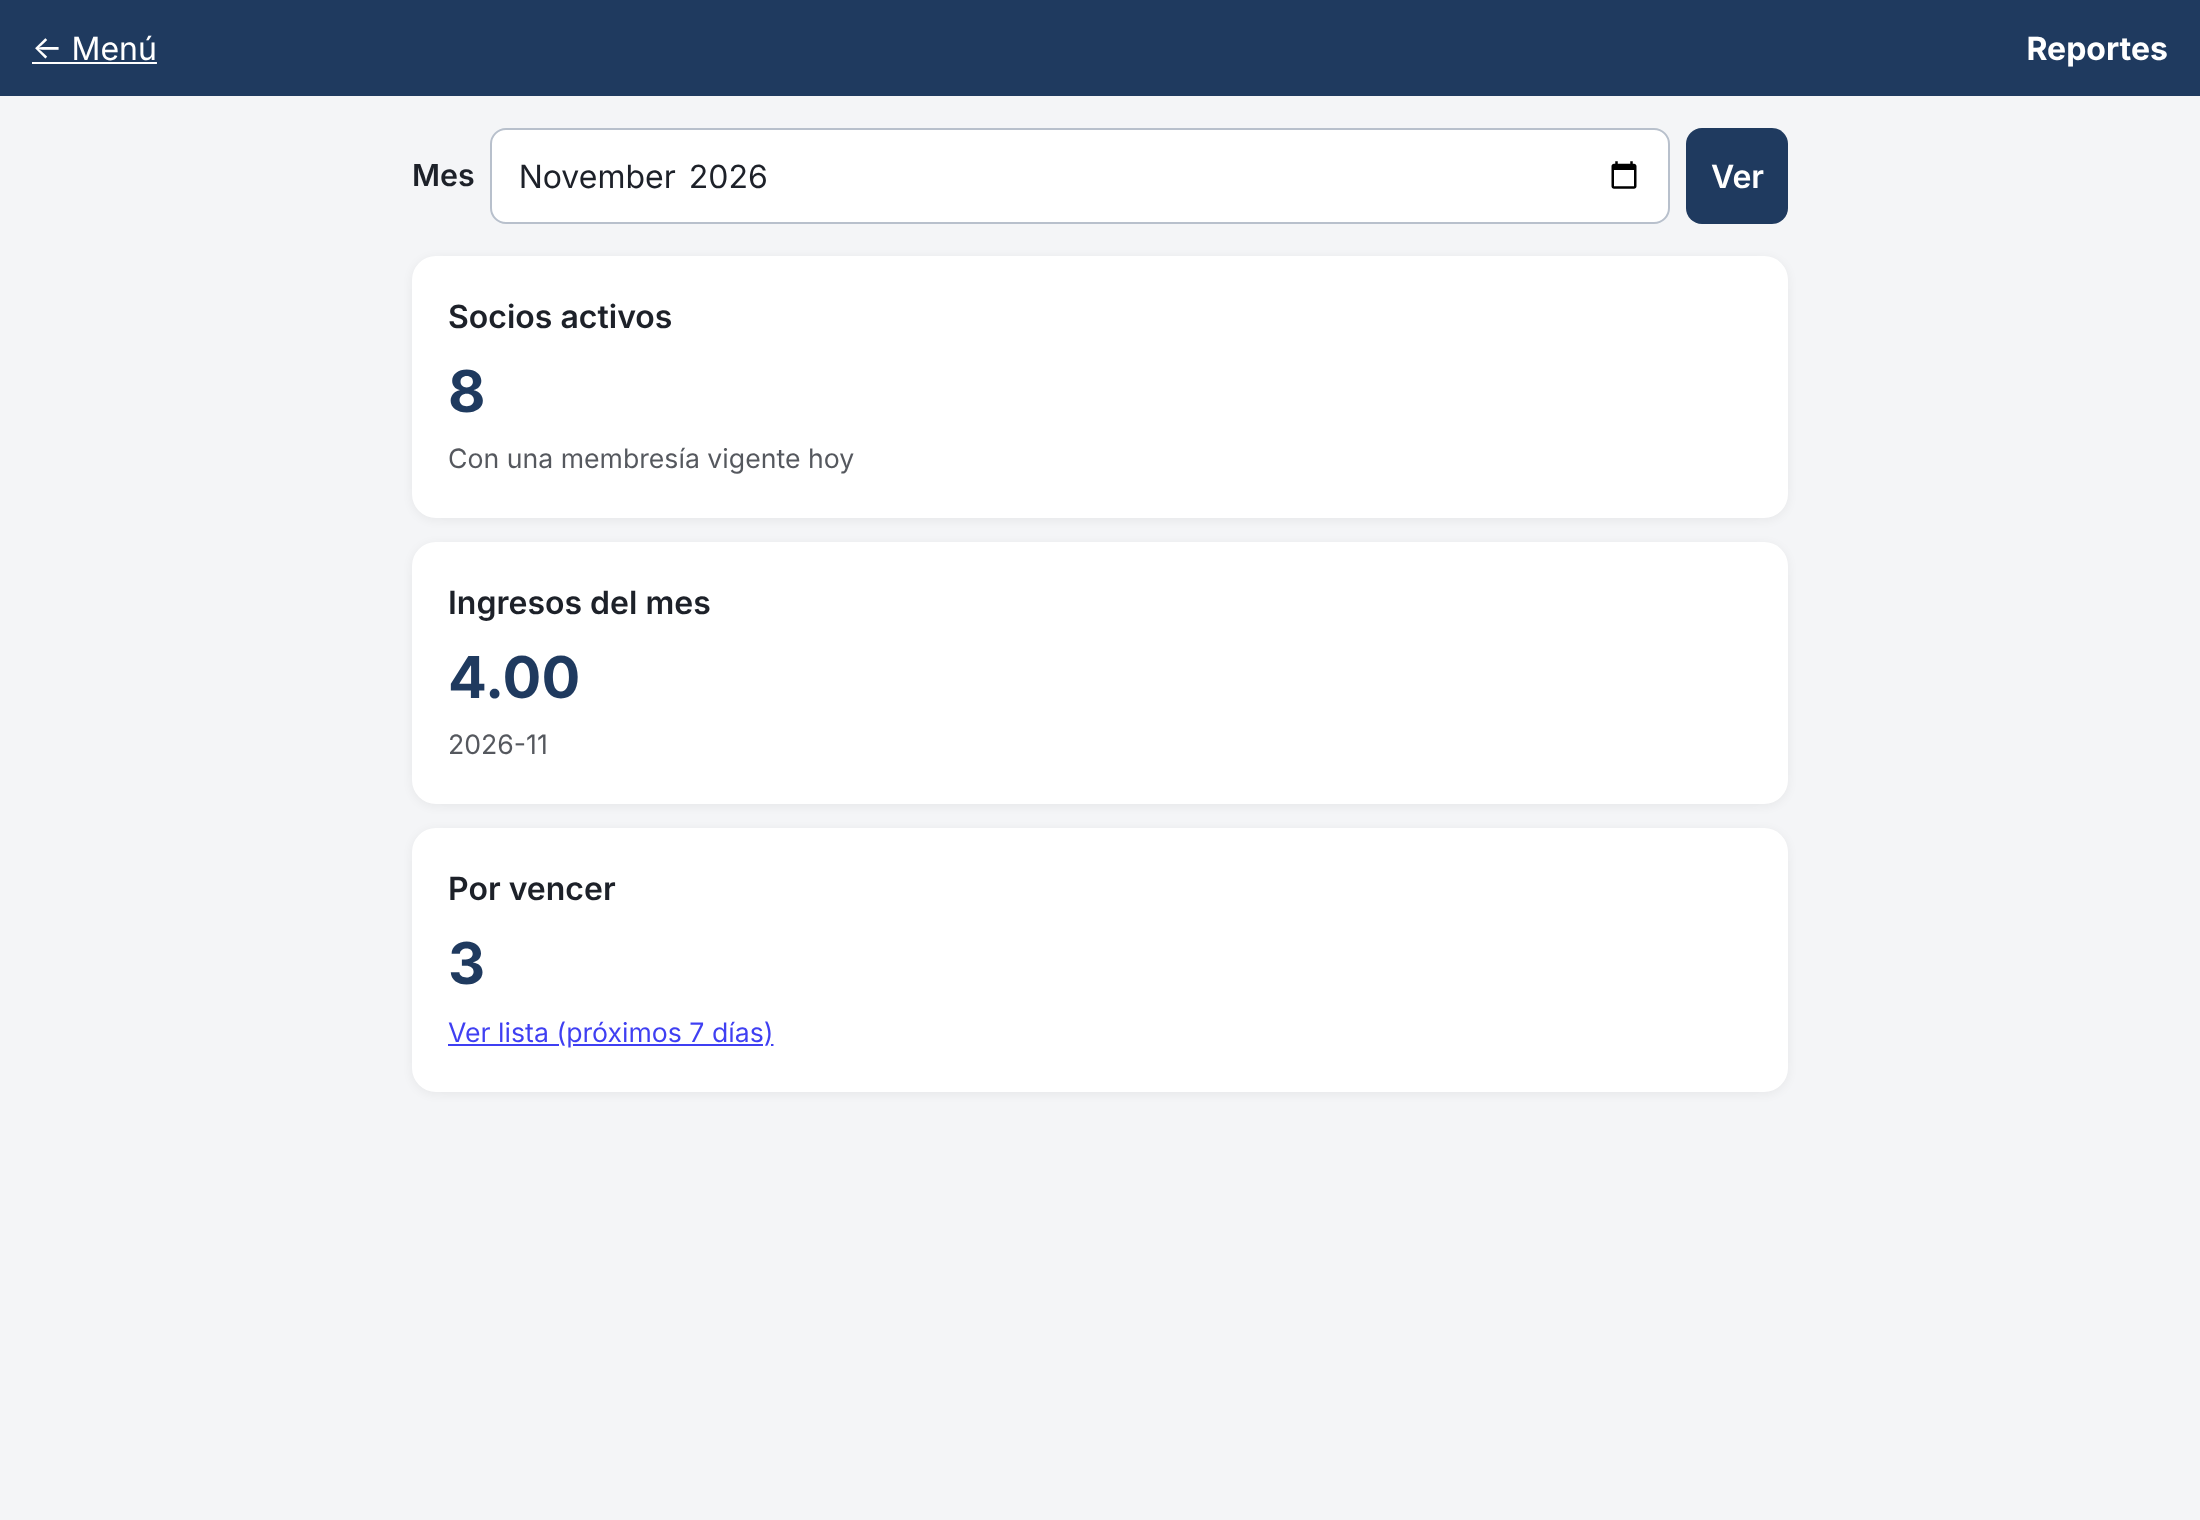 ← Menú
Reportes
Mes
November 2026
Ver
Socios activos
8
Con una membresía vigente hoy
Ingresos del mes
4.00
2026-11
Por vencer
3
Ver lista (próximos 7 días)